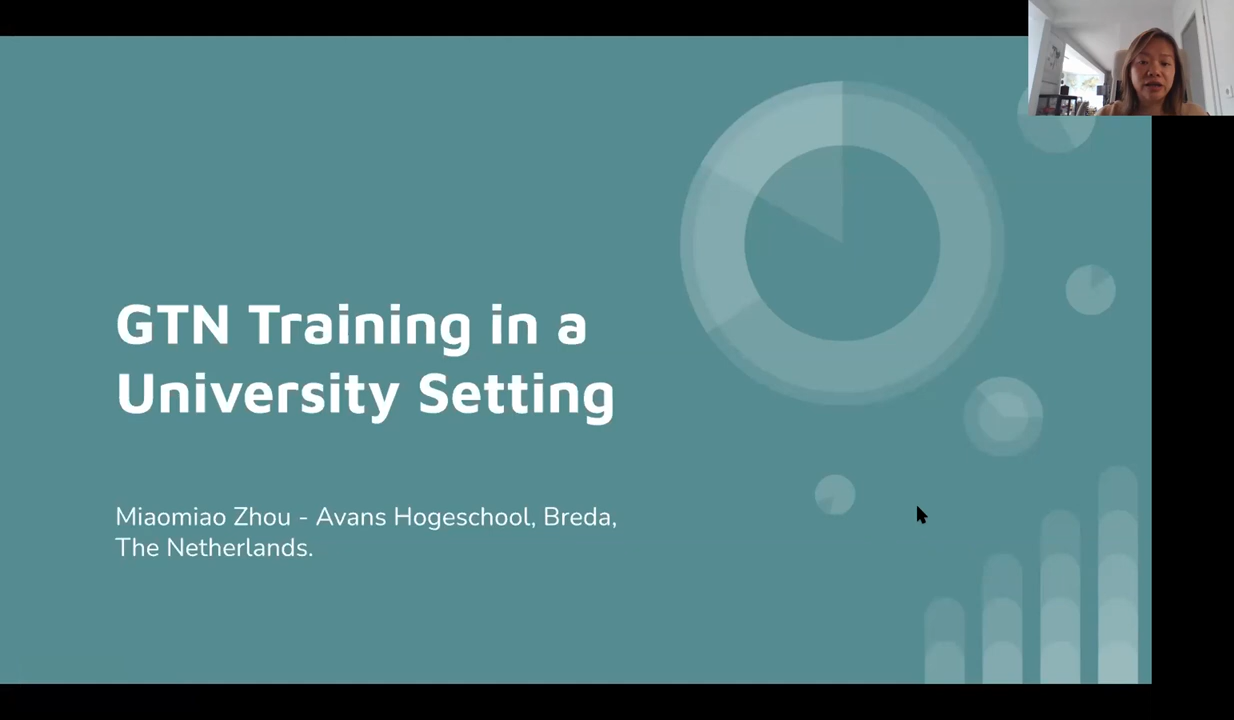 GTN Training in a
University Setting
Miaomiao Zhou - Avans Hogeschool, Breda,
The Netherlands.